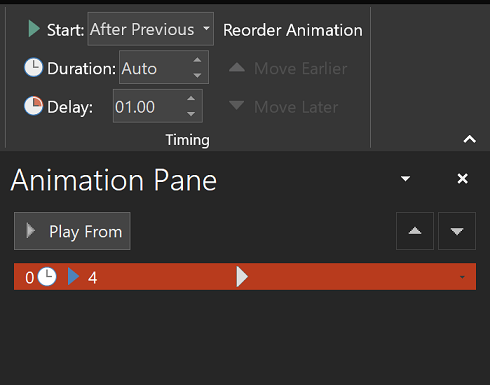 Start: After Previous Reorder Animation
Duration: Auto Move Earlier
Delay: 01.00 Move Later
Timing
Animation Pane
Play From
0 4